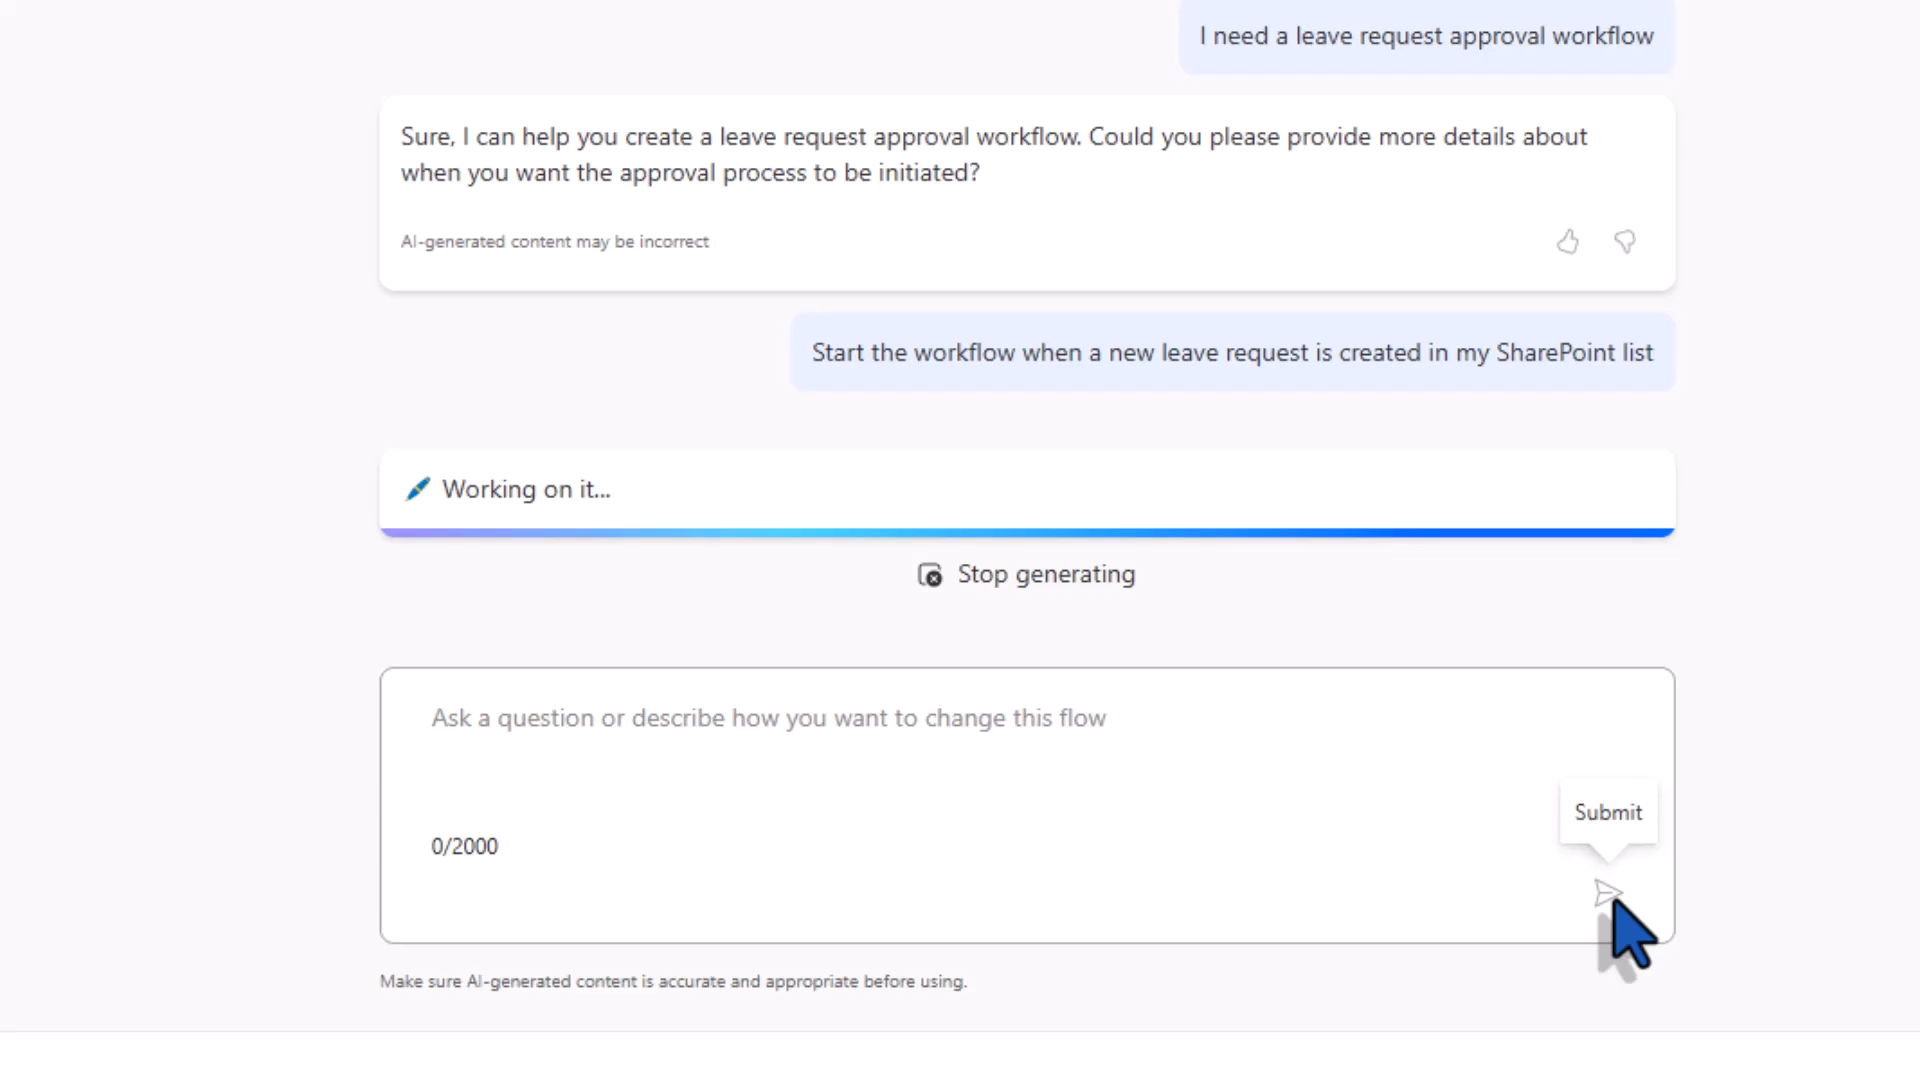 I need a leave request approval workflow
Sure, I can help you create a leave request approval workflow. Could you please provide more details about
when you want the approval process to be initiated?
AI-generated content may be incorrect
Start the workflow when a new leave request is created in my SharePoint list
Working on it...
Stop generating
Ask a question or describe how you want to change this flow
Submit
0/2000
Make sure AI-generated content is accurate and appropriate before using.